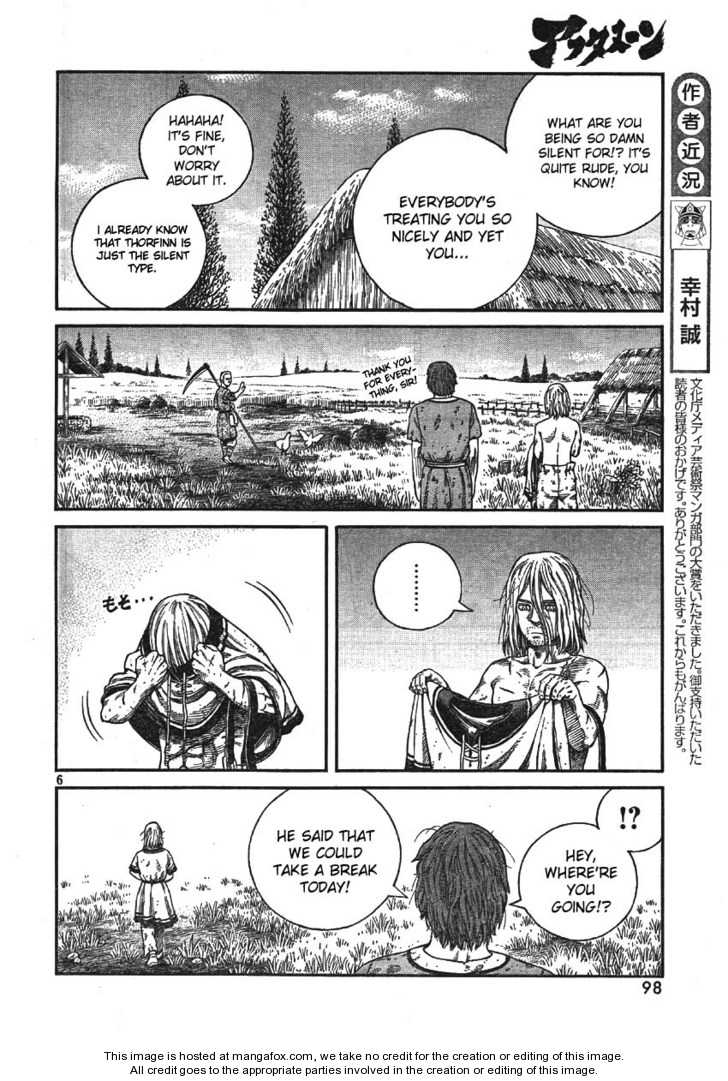 アフタヌーン
作者近況
幸村誠
文化庁メディア芸術祭マンガ部門の大賞をいただきました。御支持いただいた
読者の皆様のおかげです。ありがとうございます。これからもがんばります。
WHAT ARE YOU
BEING SO DAMN
SILENT FOR!? IT'S
QUITE RUDE, YOU
KNOW!
EVERYBODY'S
TREATING YOU SO
NICELY AND YET
YOU...
HAHAHA!
IT'S FINE,
DON'T
WORRY
ABOUT IT.
I ALREADY KNOW
THAT THORFINN IS
JUST THE SILENT
TYPE.
THANK YOU
FOR EVERY-
THING, SIR!
.........
もそ...
6
!?
HEY,
WHERE'RE
YOU
GOING!?
HE SAID THAT
WE COULD
TAKE A BREAK
TODAY!
98
This image is hosted at mangafox.com, we take no credit for the creation or editing of this image.
All credit goes to the appropriate parties involved in the creation or editing of this image.